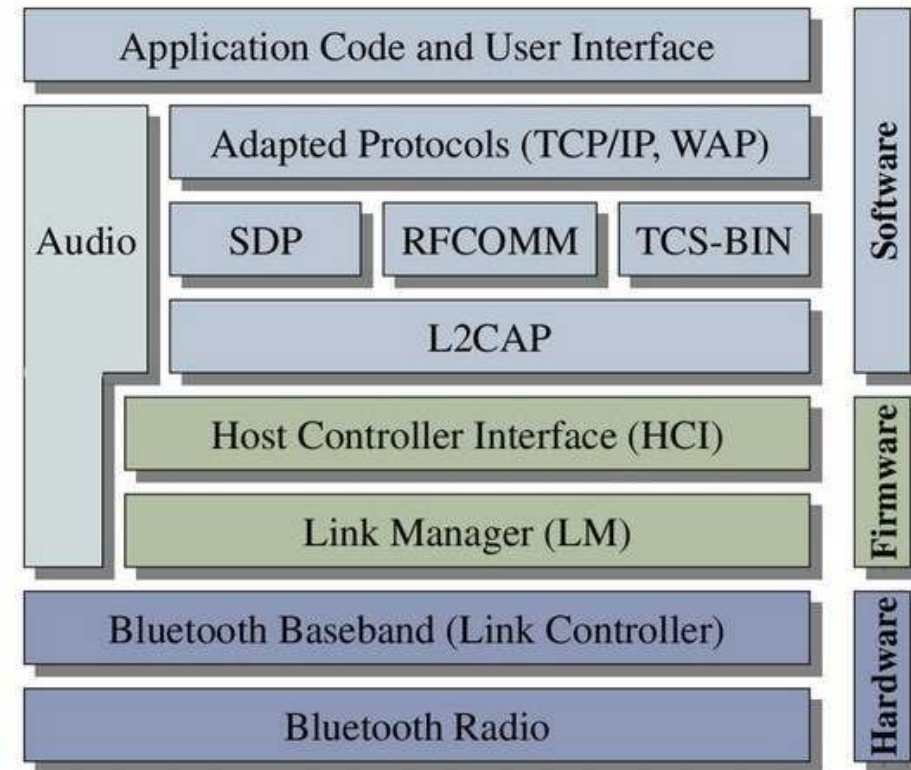 Application Code and User Interface
Adapted Protocols (TCP/IP, WAP)
Audio
SDP
RFCOMM
TCS-BIN
L2CAP
Host Controller Interface (HCI)
Link Manager (LM)
Bluetooth Baseband (Link Controller)
Bluetooth Radio
Software
Firmware
Hardware